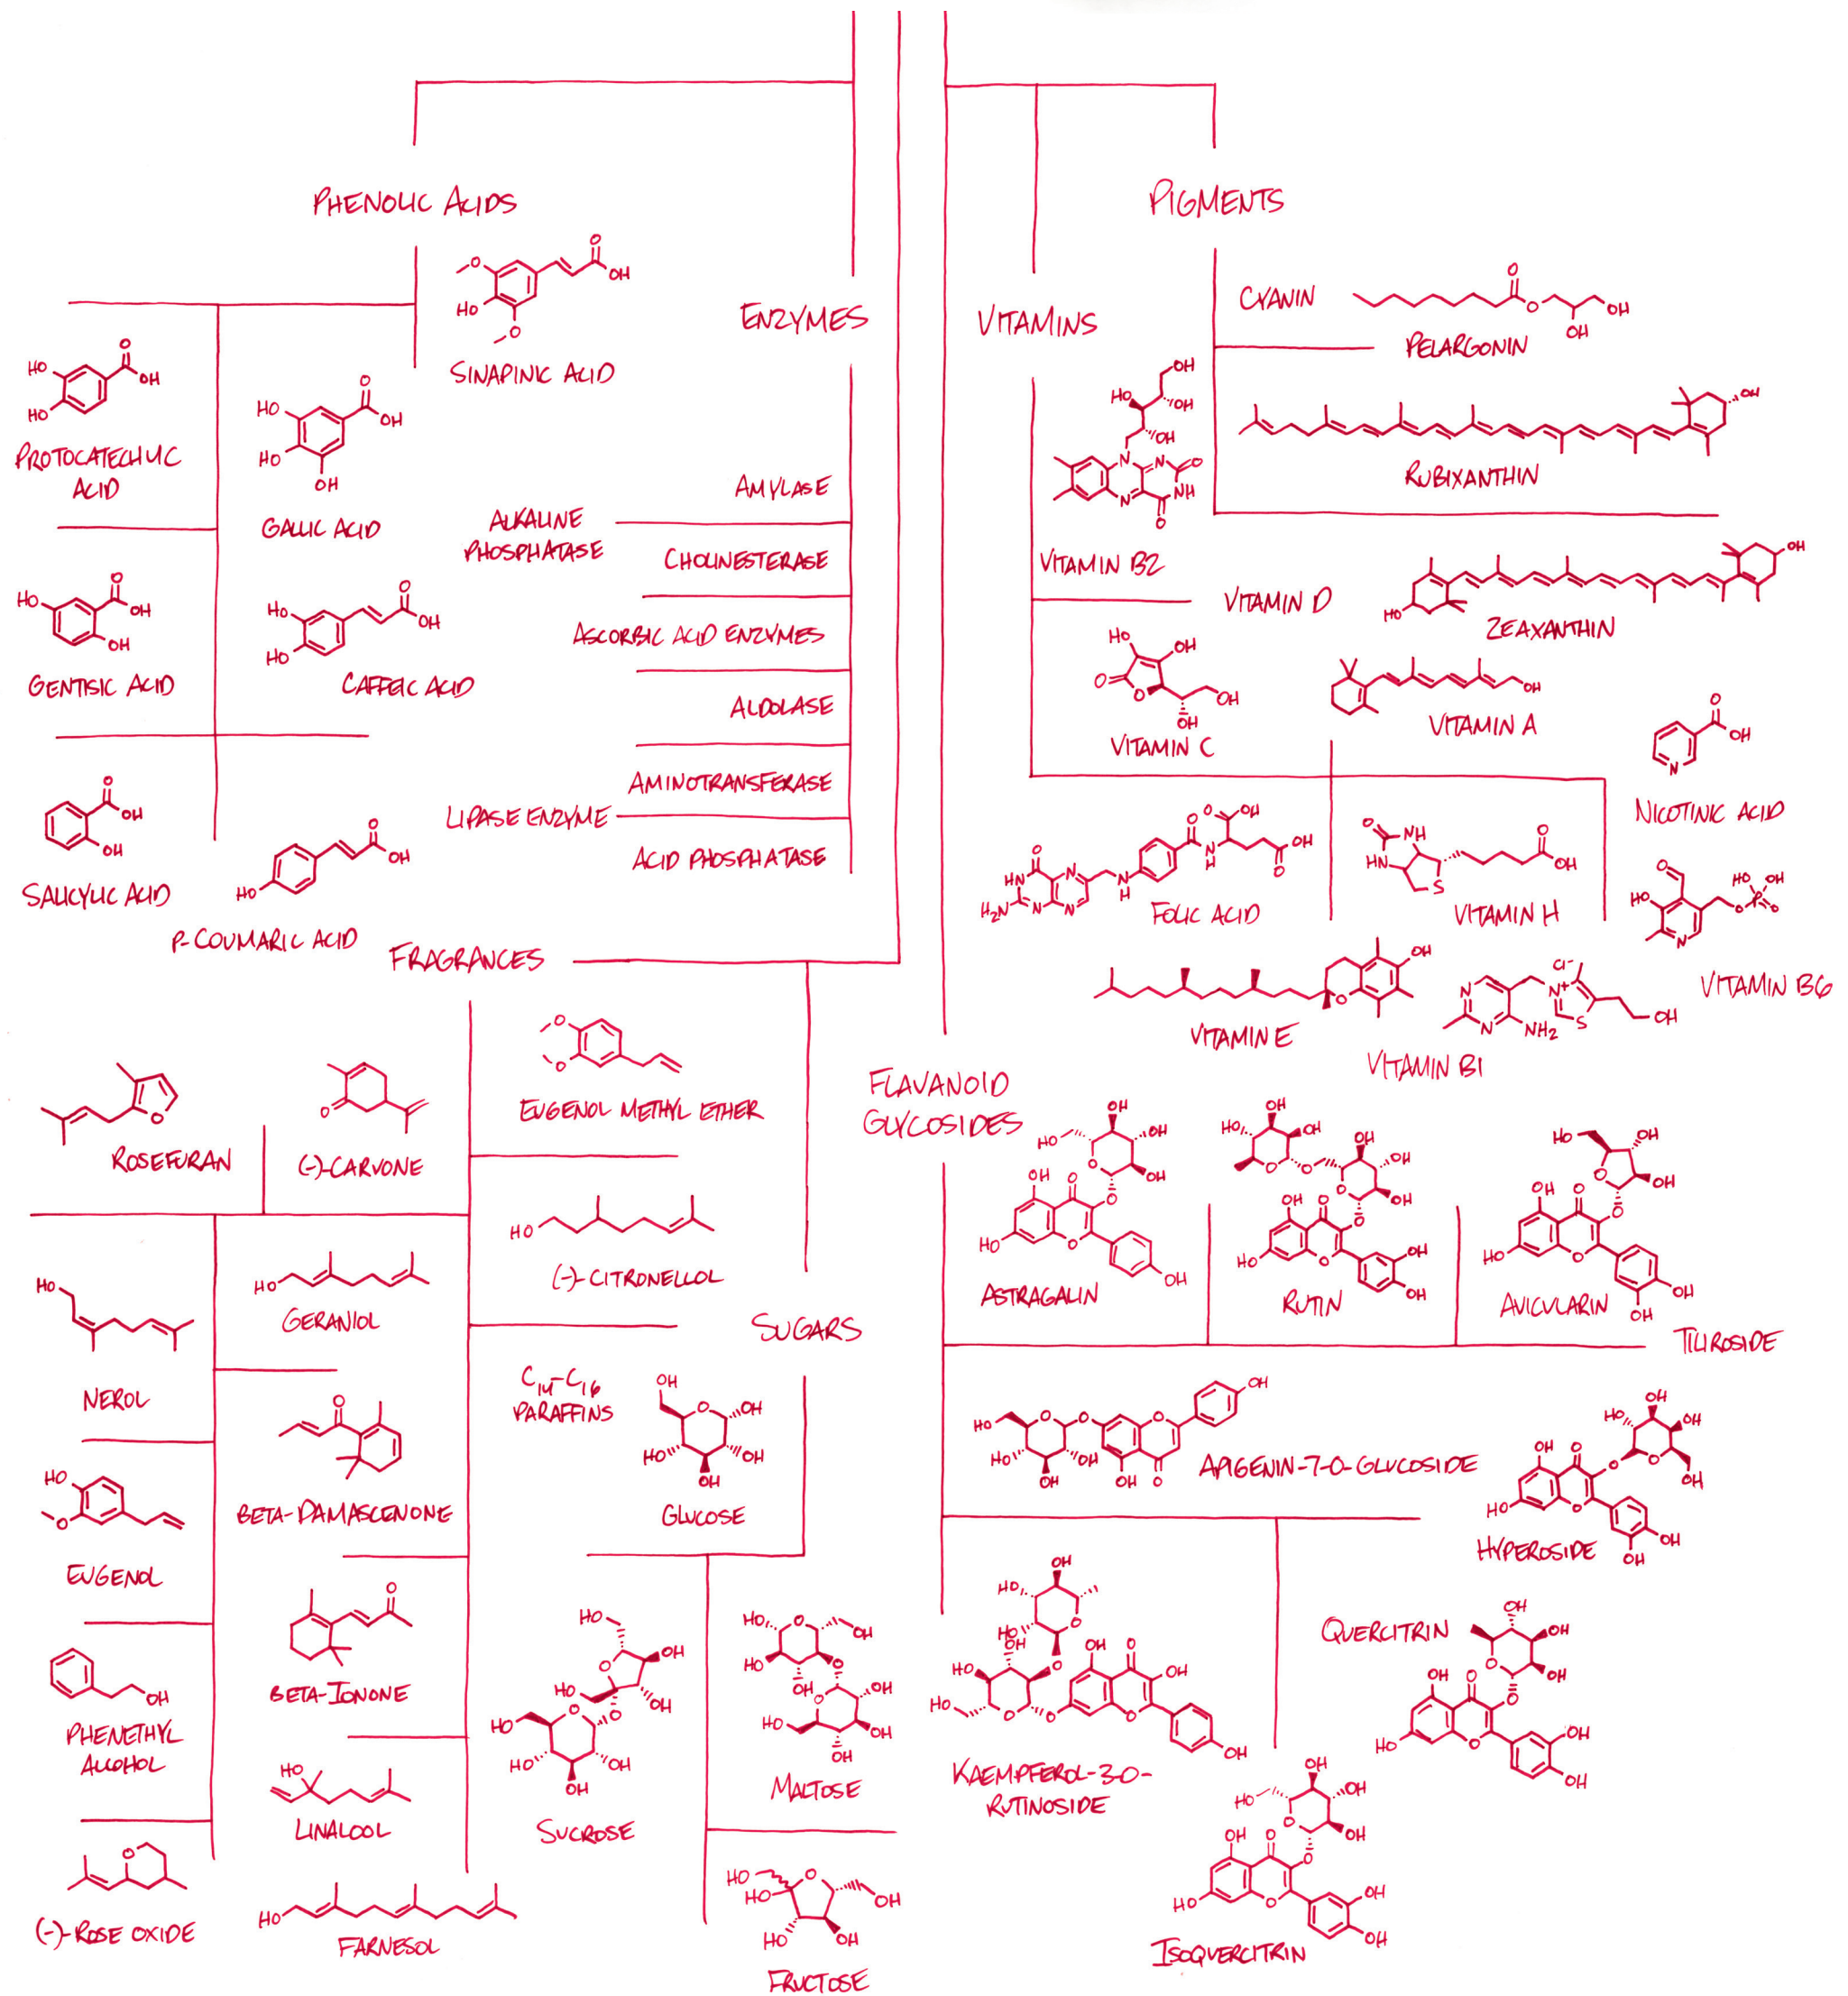 PHENOLIC ACIDS
PIGMENTS
ENZYMES
VITAMINS
SINAPINIC ACID
PROTOCATECHUIC
ACID
GALLIC ACID
GENTISIC ACID
CAFFEIC ACID
SALICYLIC ACID
P-COUMARIC ACID
AMYLASE
ALKALINE
PHOSPHATASE
CHOLINESTERASE
ASCORBIC ACID ENZYMES
ALDOLASE
AMINOTRANSFERASE
LIPASE ENZYME
ACID PHOSPHATASE
CYANIN
PELARGONIN
RUBIXANTHIN
ZEAXANTHIN
VITAMIN B2
VITAMIN D
VITAMIN C
VITAMIN A
NICOTINIC ACID
FOLIC ACID
VITAMIN H
VITAMIN B6
VITAMIN E
VITAMIN B1
FRAGRANCES
EUGENOL METHYL ETHER
ROSEFURAN
(-)-CARVONE
(-)-CITRONELLOL
GERANIOL
NEROL
C14-C16
PARAFFINS
BETA-DAMASCENONE
EUGENOL
BETA-IONONE
PHENETHYL
ALCOHOL
LINALOOL
(-)-ROSE OXIDE
FARNESOL
SUGARS
GLUCOSE
SUCROSE
MALTOSE
FRUCTOSE
FLAVANOID
GLYCOSIDES
ASTRAGALIN
RUTIN
AVICULARIN
TILIROSIDE
APIGENIN-7-O-GLUCOSIDE
HYPEROSIDE
QUERCITRIN
KAEMPFEROL-3-O-
RUTINOSIDE
ISOQUERCITRIN